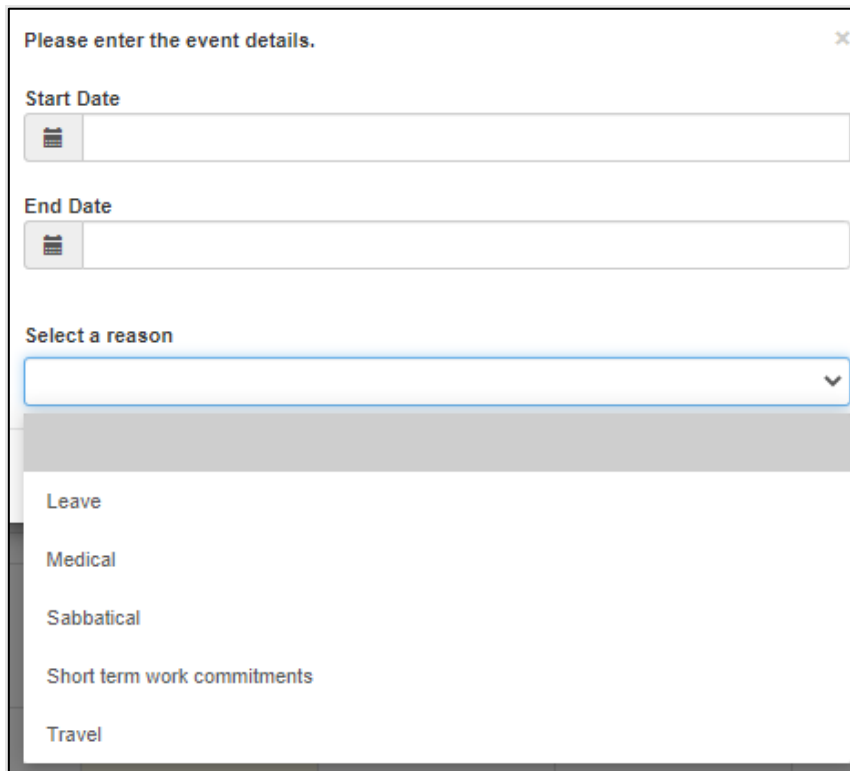 Please enter the event details.
Start Date
End Date
Select a reason
Leave
Medical
Sabbatical
Short term work commitments
Travel